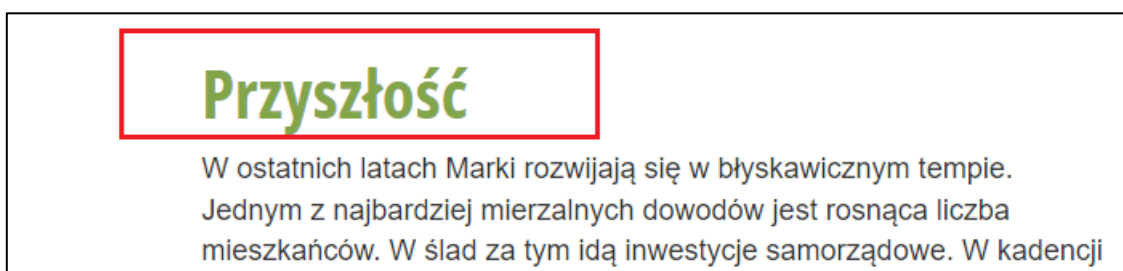 Przyszłość
W ostatnich latach Marki rozwijają się w błyskawicznym tempie.
Jednym z najbardziej mierzalnych dowodów jest rosnąca liczba
mieszkańców. W ślad za tym idą inwestycje samorządowe. W kadencji